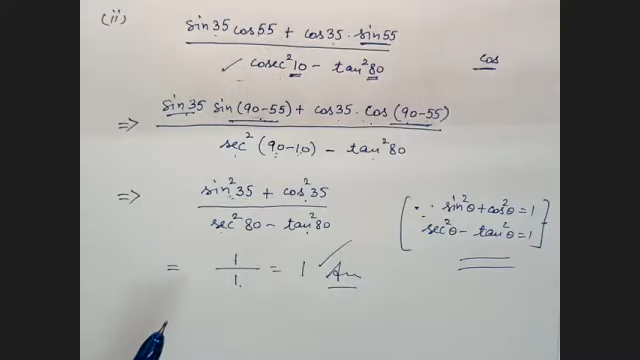 (ii) sin35 cos55 + cos35 . sin55
✓ cosec²10 - tan²80
cos
=> sin35 sin(90-55) + cos35 . cos(90-55)
sec²(90-10) - tan²80
=> sin²35 + cos²35
sec²80 - tan²80
[∵ sin²θ + cos²θ = 1
sec²θ - tan²θ = 1]
= 1/1 = 1 Ans